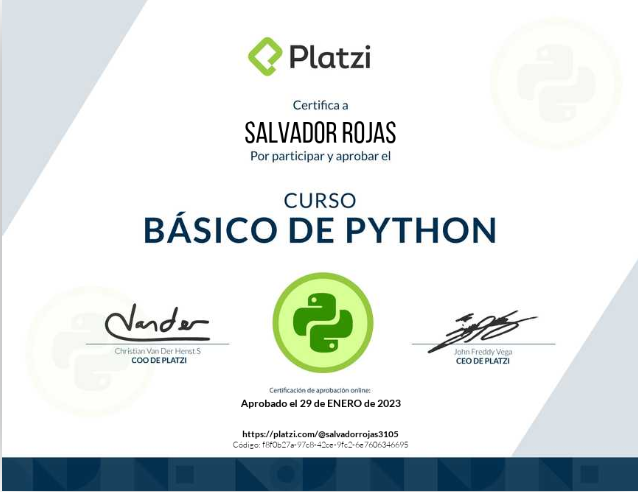 Platzi
Certifica a
SALVADOR ROJAS
Por participar y aprobar el
CURSO
BÁSICO DE PYTHON
Christian Van Der Henst S
COO DE PLATZI
John Freddy Vega
CEO DE PLATZI
Certificación de aprobación online:
Aprobado el 29 de ENERO de 2023
https://platzi.com/@salvadorrojas3105
Código: